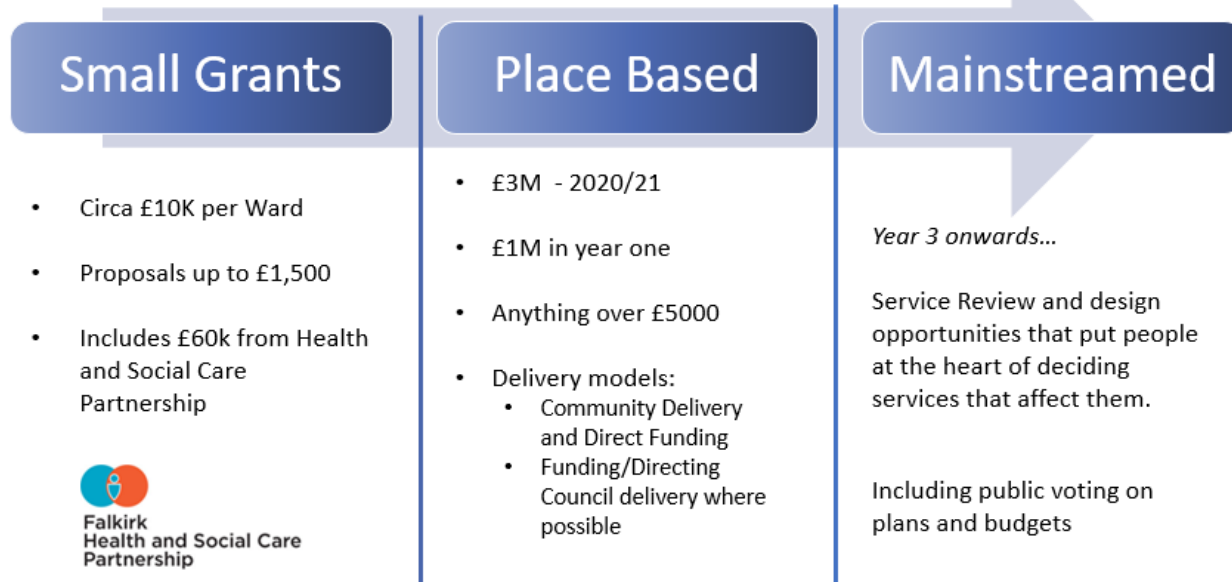 Small Grants
• Circa £10K per Ward
• Proposals up to £1,500
• Includes £60k from Health
and Social Care
Partnership
Falkirk
Health and Social Care
Partnership
Place Based
• £3M - 2020/21
• £1M in year one
• Anything over £5000
• Delivery models:
• Community Delivery
and Direct Funding
• Funding/Directing
Council delivery where
possible
Mainstreamed
Year 3 onwards...
Service Review and design
opportunities that put people
at the heart of deciding
services that affect them.
Including public voting on
plans and budgets